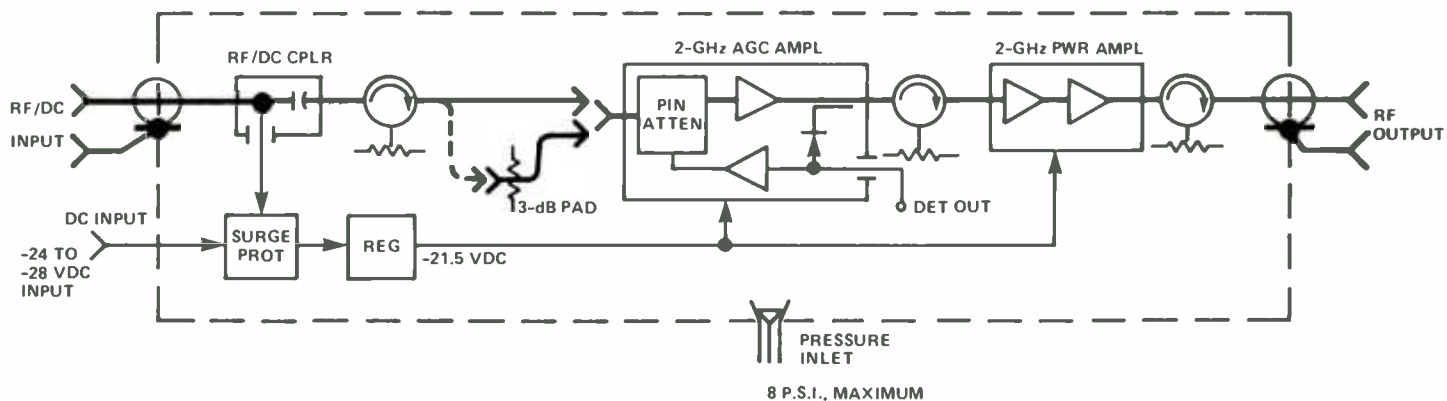 RF/DC CPLR
2-GHz AGC AMPL
2-GHz PWR AMPL
RF/DC
INPUT
PIN
ATTEN
RF
OUTPUT
3-dB PAD
DET OUT
DC INPUT
-24 TO
-28 VDC
INPUT
SURGE
PROT
REG
-21.5 VDC
PRESSURE
INLET
8 P.S.I., MAXIMUM